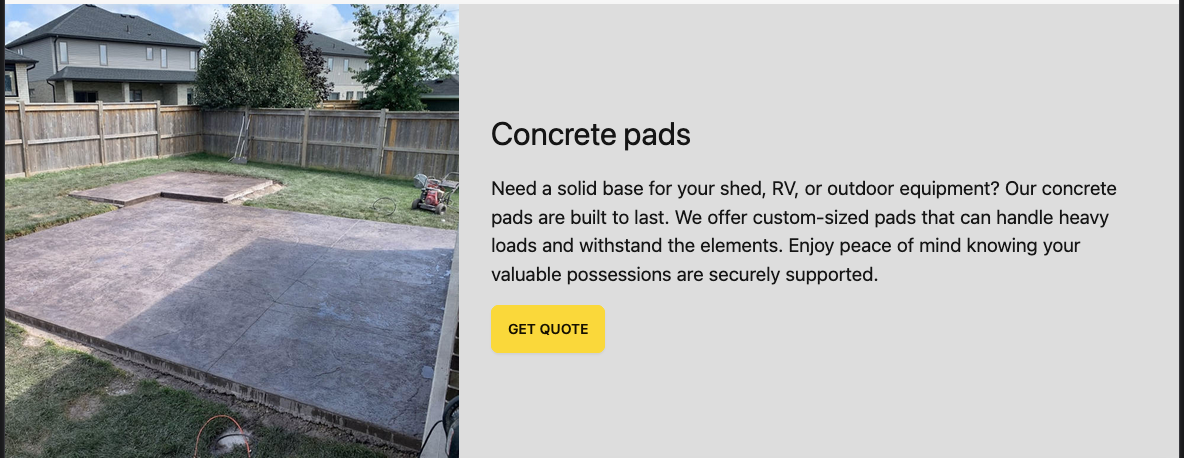 Concrete pads
Need a solid base for your shed, RV, or outdoor equipment? Our concrete
pads are built to last. We offer custom-sized pads that can handle heavy
loads and withstand the elements. Enjoy peace of mind knowing your
valuable possessions are securely supported.
GET QUOTE